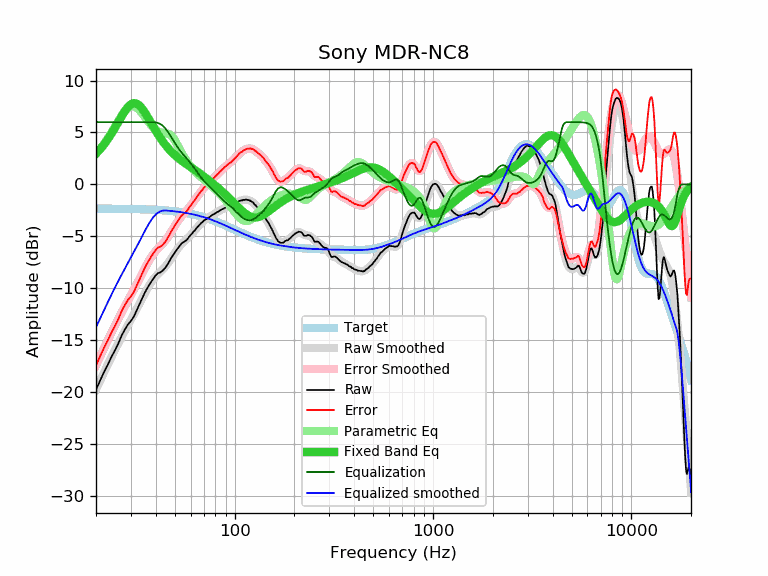 Sony MDR-NC8
10
5
0
−5
−10
−15
−20
−25
−30
Amplitude (dBr)
Target
Raw Smoothed
Error Smoothed
Raw
Error
Parametric Eq
Fixed Band Eq
Equalization
Equalized smoothed
100
1000
10000
Frequency (Hz)